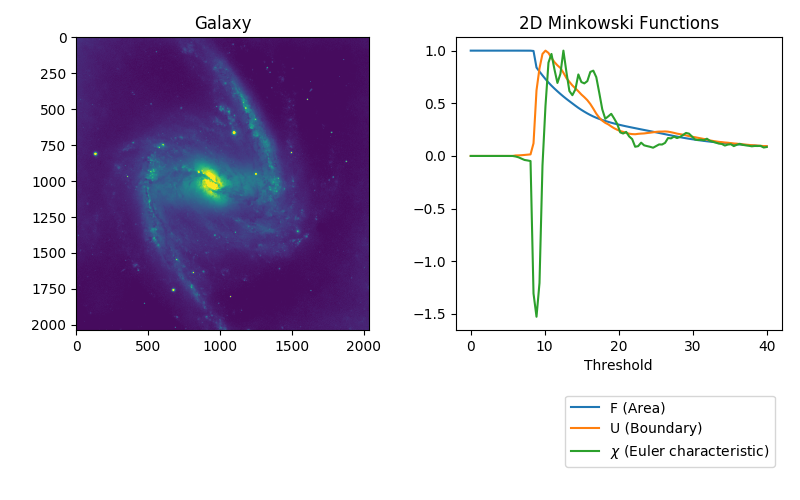 Galaxy
0
250
500
750
1000
1250
1500
1750
2000
0 500 1000 1500 2000
2D Minkowski Functions
1.0
0.5
0.0
−0.5
−1.0
−1.5
0 10 20 30 40
Threshold
F (Area)
U (Boundary)
χ (Euler characteristic)